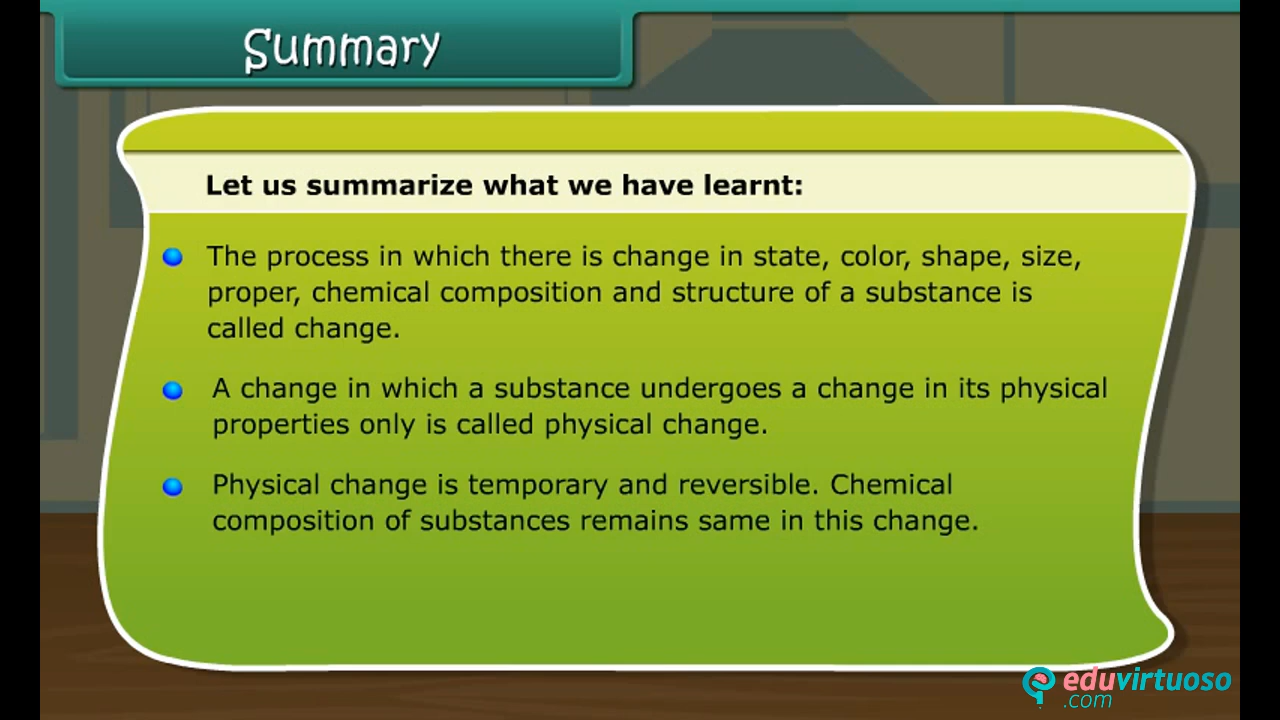 Summary
Let us summarize what we have learnt:
The process in which there is change in state, color, shape, size,
proper, chemical composition and structure of a substance is
called change.
A change in which a substance undergoes a change in its physical
properties only is called physical change.
Physical change is temporary and reversible. Chemical
composition of substances remains same in this change.
eduvirtuoso
.com